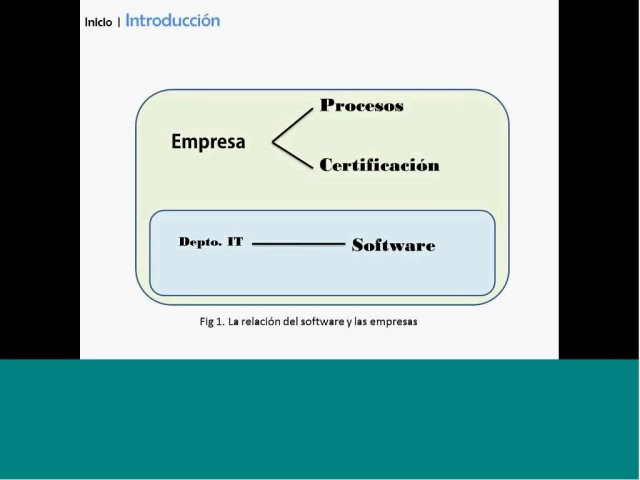 Inicio | Introducción
Procesos
Empresa
Certificación
Depto. IT
Software
Fig 1. La relación del software y las empresas